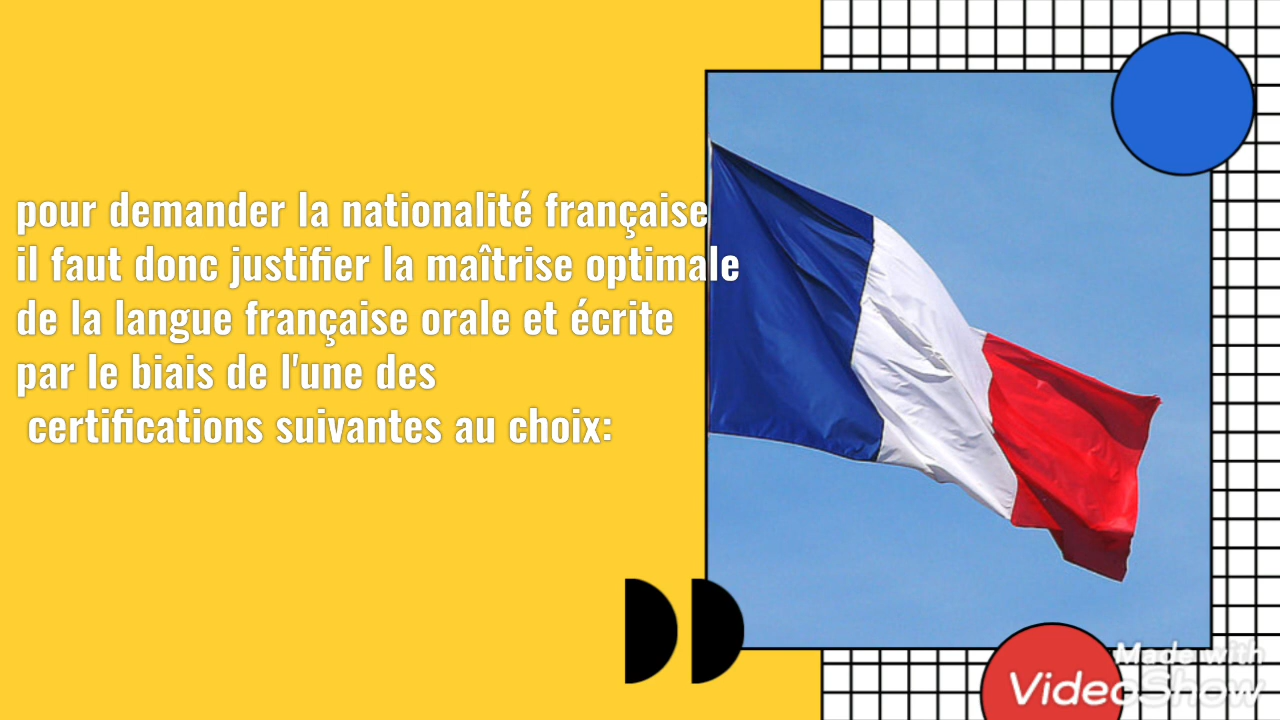 pour demander la nationalité française
il faut donc justifier la maîtrise optimale
de la langue française orale et écrite
par le biais de l'une des
certifications suivantes au choix:
Made with
VideoShow